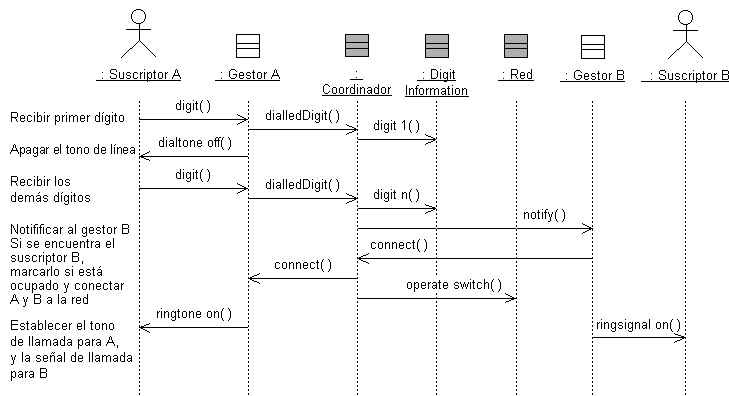 : Suscriptor A
: Gestor A
:
Coordinador
: Digit
Information
: Red
: Gestor B
: Suscriptor B
Recibir primer dígito
digit( )
dialledDigit( )
digit 1( )
Apagar el tono de línea
dialtone off( )
Recibir los
demás dígitos
digit( )
dialledDigit( )
digit n( )
Notififificar al gestor B
Si se encuentra el
suscriptor B,
marcarlo si está
ocupado y conectar
A y B a la red
notify( )
connect( )
connect( )
operate switch( )
Establecer el tono
de llamada para A,
y la señal de llamada
para B
ringtone on( )
ringsignal on( )